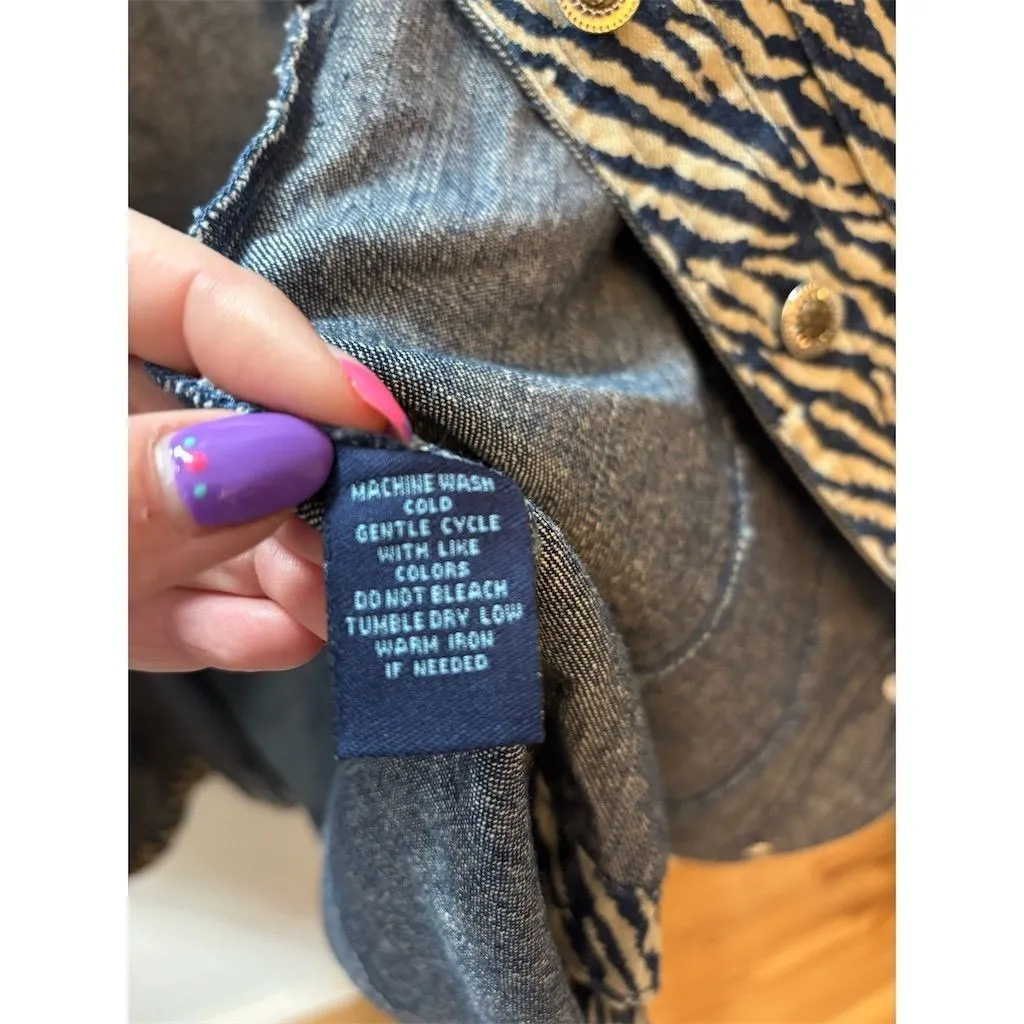 MACHINE WASH
COLD
GENTLE CYCLE
WITH LIKE
COLORS
DO NOT BLEACH
TUMBLE DRY LOW
WARM IRON
IF NEEDED